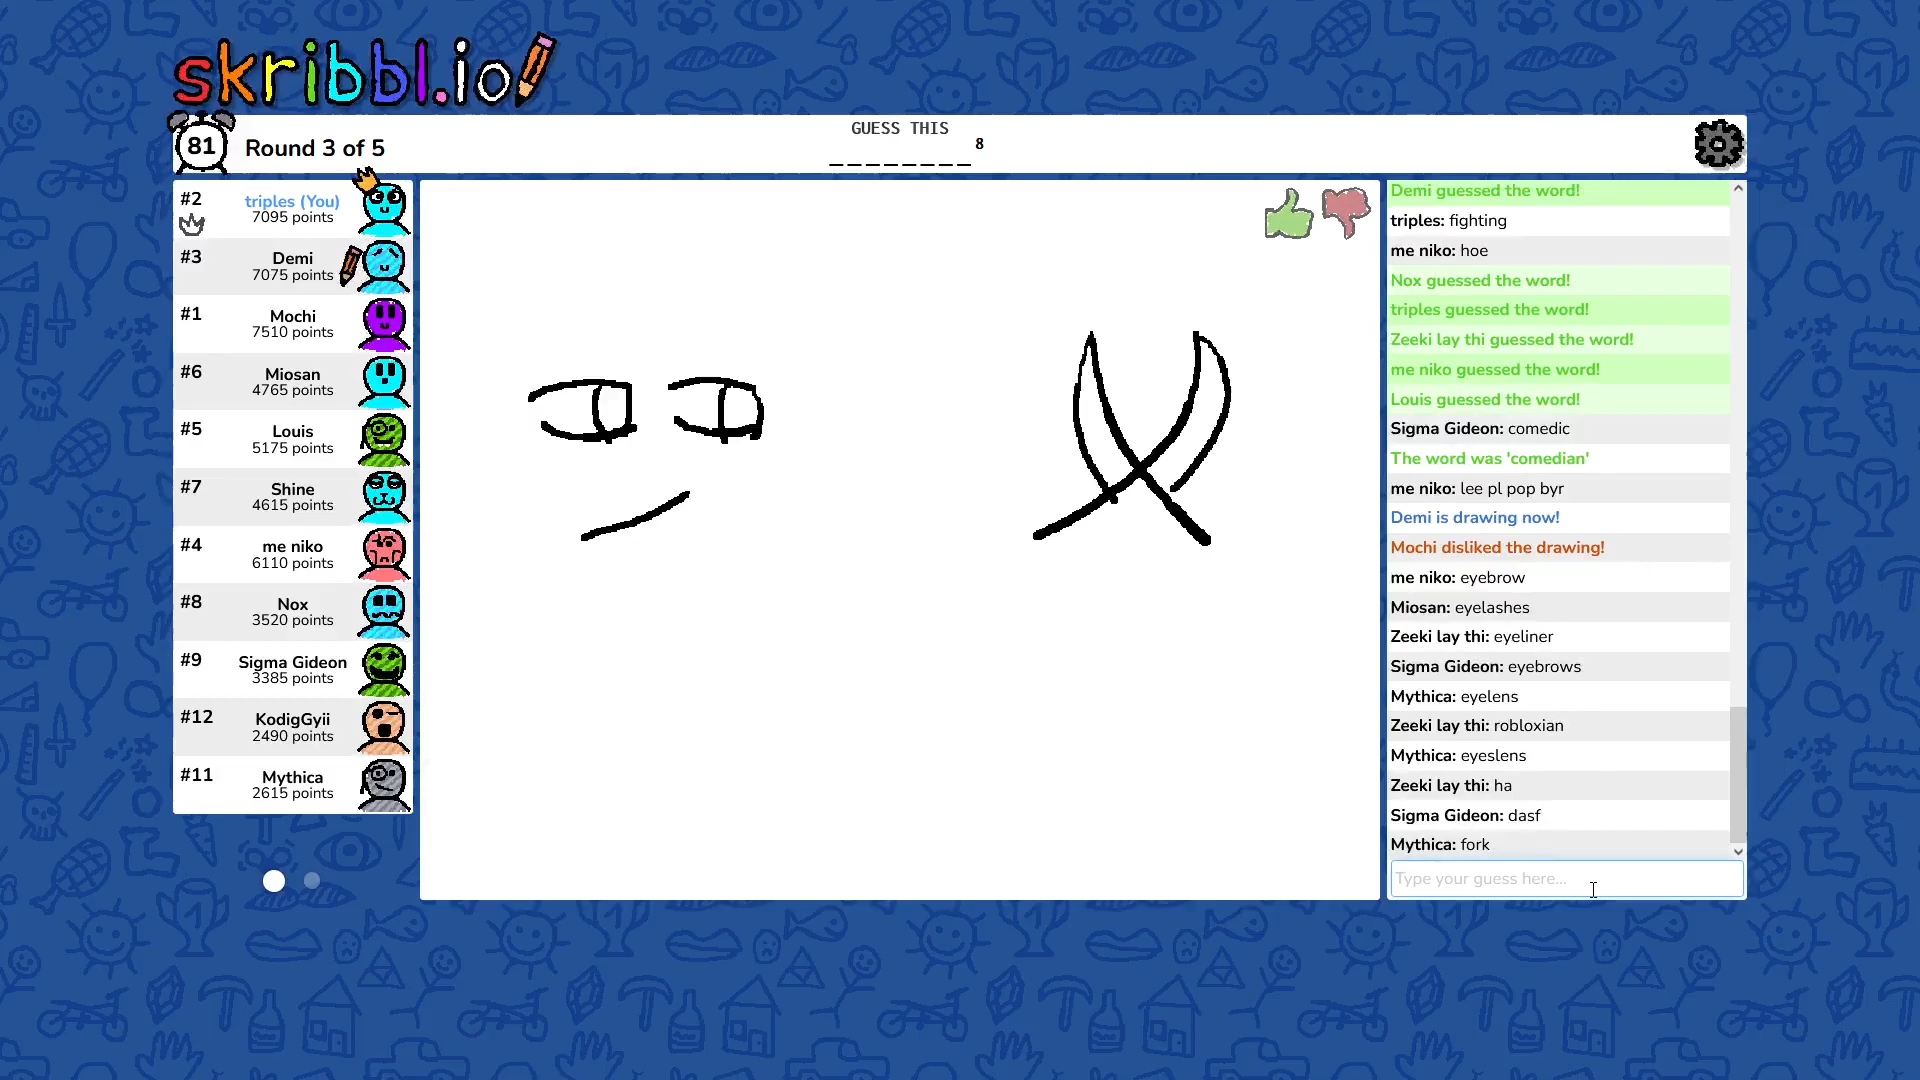 skribbl.io
81
Round 3 of 5
GUESS THIS
________ 8
#2
triples (You)
7095 points
#3
Demi
7075 points
#1
Mochi
7510 points
#6
Miosan
4765 points
#5
Louis
5175 points
#7
Shine
4615 points
#4
me niko
6110 points
#8
Nox
3520 points
#9
Sigma Gideon
3385 points
#12
KodigGyii
2490 points
#11
Mythica
2615 points
Demi guessed the word!
triples: fighting
me niko: hoe
Nox guessed the word!
triples guessed the word!
Zeeki lay thi guessed the word!
me niko guessed the word!
Louis guessed the word!
Sigma Gideon: comedic
The word was 'comedian'
me niko: lee pl pop byr
Demi is drawing now!
Mochi disliked the drawing!
me niko: eyebrow
Miosan: eyelashes
Zeeki lay thi: eyeliner
Sigma Gideon: eyebrows
Mythica: eyelens
Zeeki lay thi: robloxian
Mythica: eyeslens
Zeeki lay thi: ha
Sigma Gideon: dasf
Mythica: fork
Type your guess here...